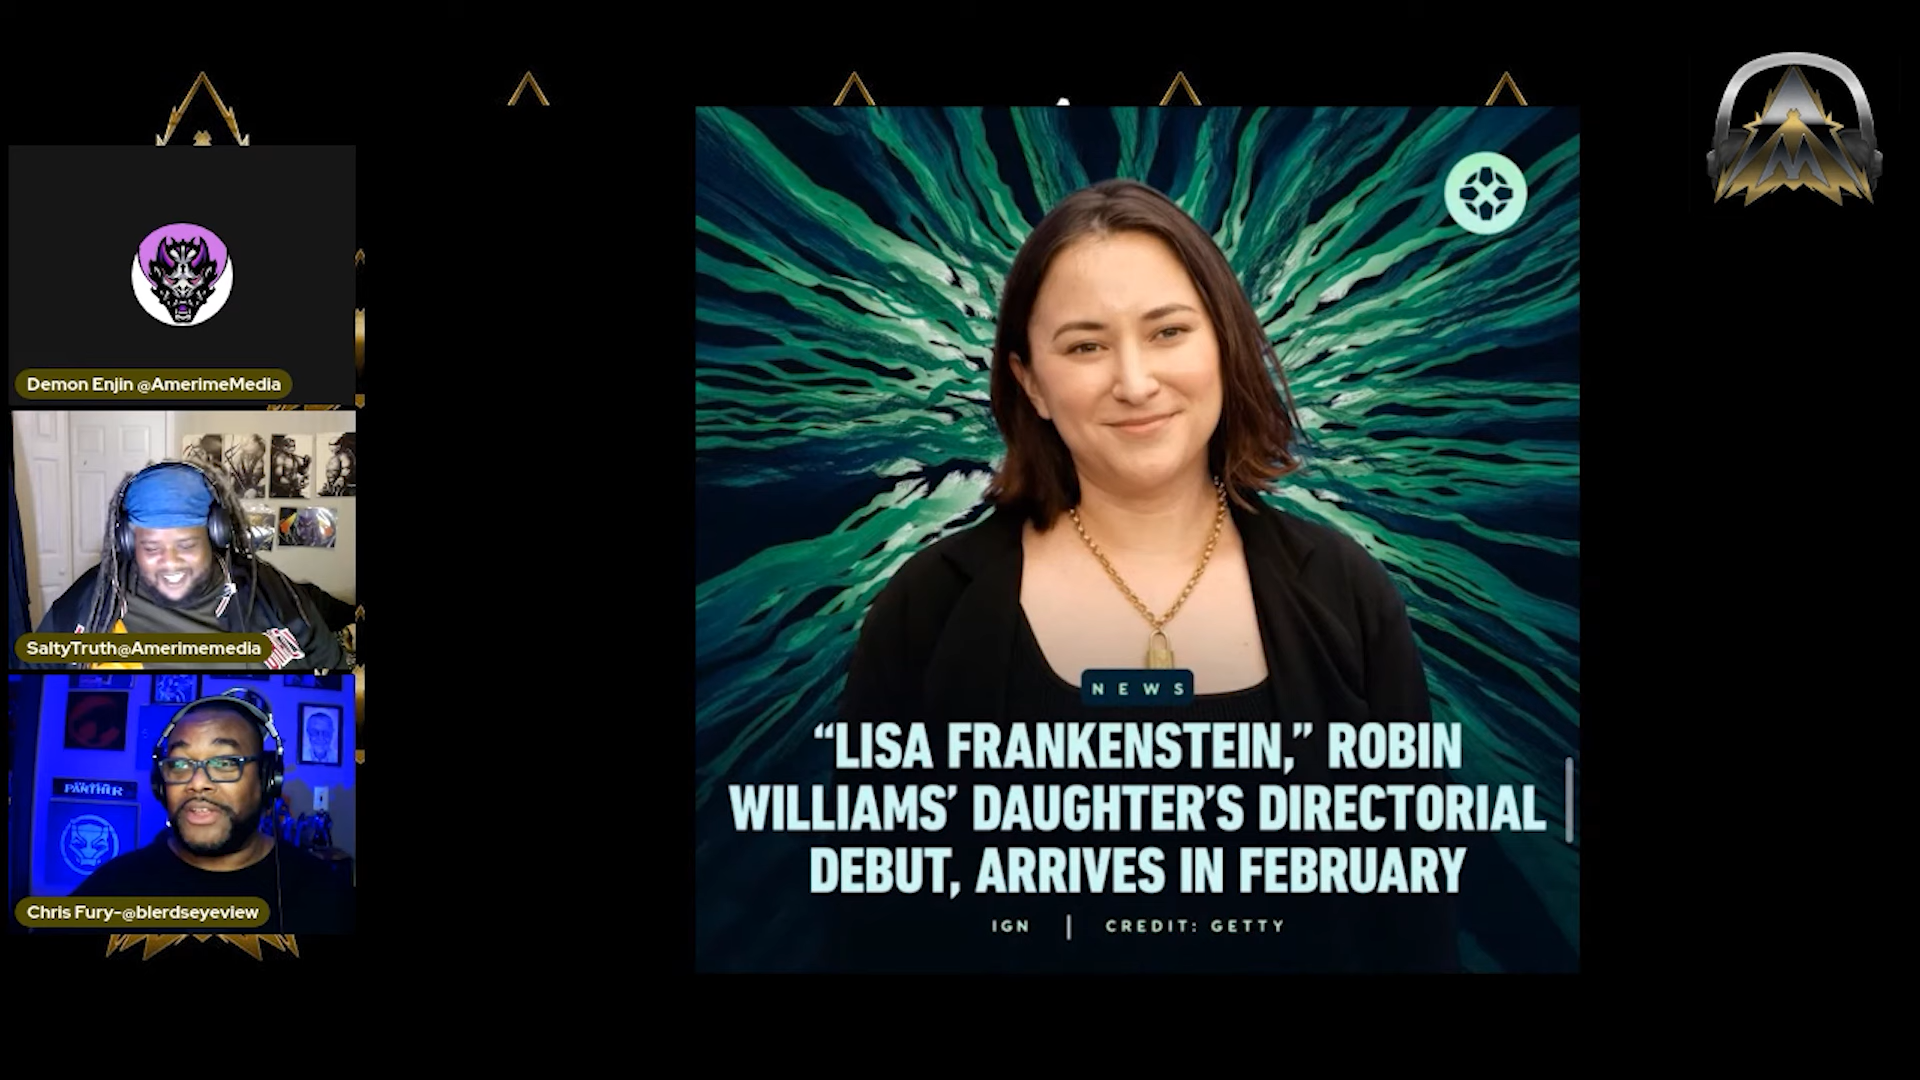 Demon Enjin @AmerimeMedia
SaltyTruth@Amerimemedia
BLACK
PANTHER
Chris Fury-@blerdseyeview
NEWS
“LISA FRANKENSTEIN,” ROBIN
WILLIAMS’ DAUGHTER’S DIRECTORIAL
DEBUT, ARRIVES IN FEBRUARY
IGN | CREDIT: GETTY